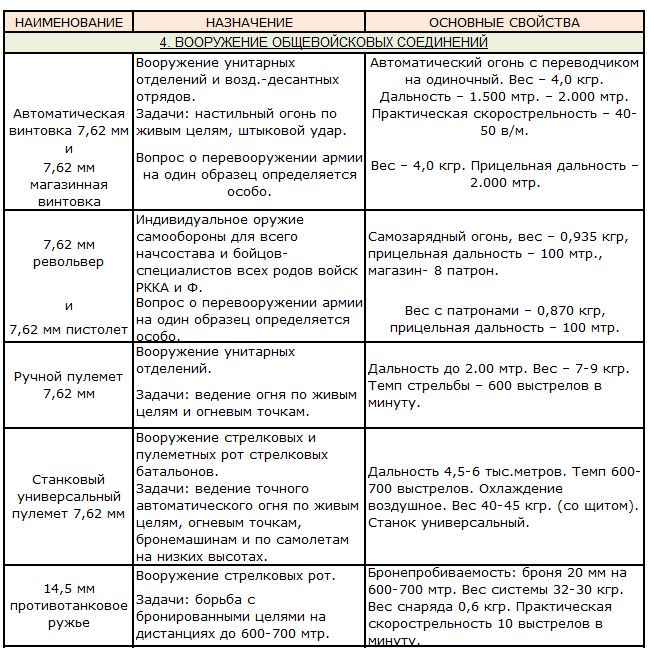 НАИМЕНОВАНИЕ
НАЗНАЧЕНИЕ
ОСНОВНЫЕ СВОЙСТВА
4. ВООРУЖЕНИЕ ОБЩЕВОЙСКОВЫХ СОЕДИНЕНИЙ
Автоматическая
винтовка 7,62 мм
и
7,62 мм
магазинная
винтовка
Вооружение унитарных
отделений и возд.-десантных
отрядов.
Задачи: настильный огонь по
живым целям, штыковой удар.
Вопрос о перевооружении армии
на один образец определяется
особо.
Автоматический огонь с переводчиком
на одиночный. Вес – 4,0 кгр.
Дальность – 1.500 мтр. – 2.000 мтр.
Практическая скорострельность – 40-
50 в/м.
Вес – 4,0 кгр. Прицельная дальность –
2.000 мтр.
7,62 мм
револьвер
и
7,62 мм пистолет
Индивидуальное оружие
самообороны для всего
начсостава и бойцов-
специалистов всех родов войск
РККА и Ф.
Вопрос о перевооружении армии
на один образец определяется
особо.
Самозарядный огонь, вес – 0,935 кгр,
прицельная дальность – 100 мтр.,
магазин- 8 патрон.
Вес с патронами – 0,870 кгр,
прицельная дальность – 100 мтр.
Ручной пулемет
7,62 мм
Вооружение унитарных
отделений.
Задачи: ведение огня по живым
целям и огневым точкам.
Дальность до 2.00 мтр. Вес – 7-9 кгр.
Темп стрельбы – 600 выстрелов в
минуту.
Станковый
универсальный
пулемет 7,62 мм
Вооружение стрелковых и
пулеметных рот стрелковых
батальонов.
Задачи: ведение точного
автоматического огня по живым
целям, огневым точкам,
бронемашинам и по самолетам
на низких высотах.
Дальность 4,5-6 тыс.метров. Темп 600-
700 выстрелов. Охлаждение
воздушное. Вес 40-45 кгр. (со щитом).
Станок универсальный.
14,5 мм
противотанковое
ружье
Вооружение стрелковых рот.
Задачи: борьба с
бронированными целями на
дистанциях до 600-700 мтр.
Бронепробиваемость: броня 20 мм на
600-700 мтр. Вес системы 32-30 кгр.
Вес снаряда 0,6 кгр. Практическая
скорострельность 10 выстрелов в
минуту.